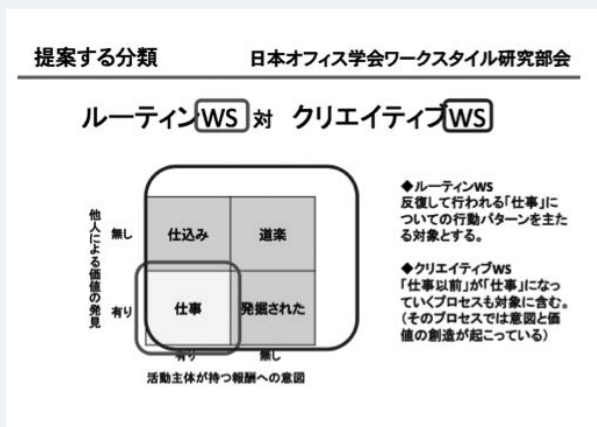 提案する分類
日本オフィス学会ワークスタイル研究部会
ルーティンWS 対 クリエイティブWS
他人による価値の発見
無し
仕込み
道楽
有り
仕事
発掘された
有り
無し
活動主体が持つ報酬への意図
◆ルーティンWS
反復して行われる「仕事」に
ついての行動パターンを主た
る対象とする。
◆クリエイティブWS
「仕事以前」が「仕事」になっ
ていくプロセスも対象に含む。
(そのプロセスでは意図と価
値の創造が起こっている)